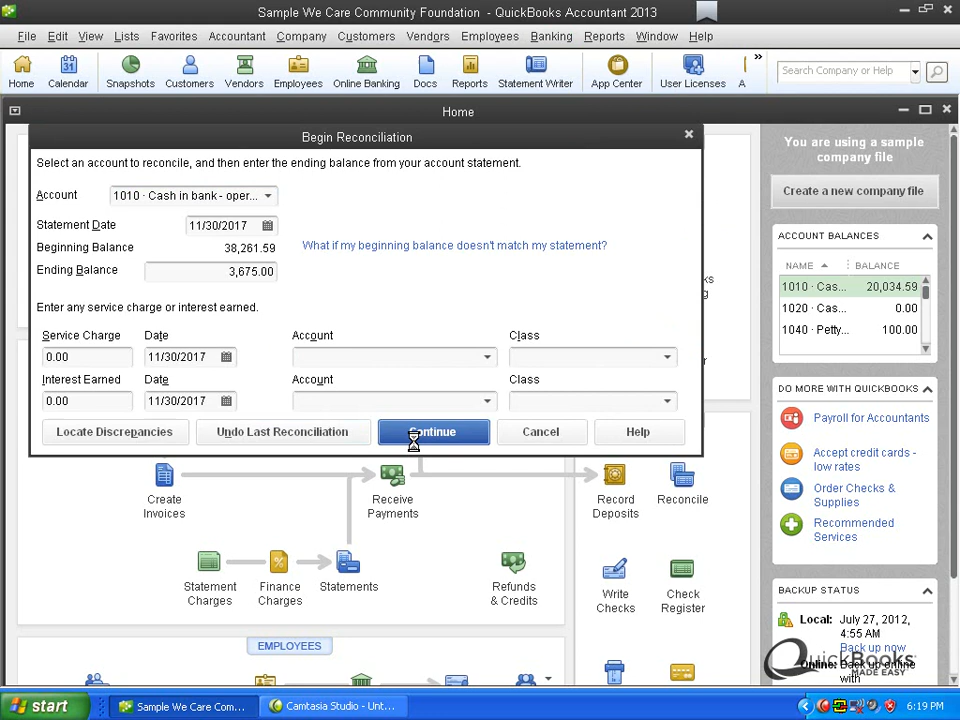 Sample We Care Community Foundation - QuickBooks Accountant 2013
File Edit View Lists Favorites Accountant Company Customers Vendors Employees Banking Reports Window Help
Home Calendar Snapshots Customers Vendors Employees Online Banking Docs Reports Statement Writer App Center User Licenses A » Search Company or Help
Home
Begin Reconciliation
Select an account to reconcile, and then enter the ending balance from your account statement.
Account 1010 · Cash in bank - oper...
Statement Date 11/30/2017
Beginning Balance 38,261.59 What if my beginning balance doesn't match my statement?
Ending Balance 3,675.00
Enter any service charge or interest earned.
Service Charge Date Account Class
0.00 11/30/2017
Interest Earned Date Account Class
0.00 11/30/2017
Locate Discrepancies Undo Last Reconciliation Continue Cancel Help
Create Invoices
Receive Payments
Record Deposits
Reconcile
Statement Charges
Finance Charges
Statements
Refunds & Credits
Write Checks
Check Register
EMPLOYEES
You are using a
sample
company file
Create a new company file
ACCOUNT BALANCES
NAME BALANCE
1010 · Cas... 20,034.59
1020 · Cas... 0.00
1040 · Petty... 100.00
DO MORE WITH QUICKBOOKS
Payroll for Accountants
Accept credit cards -
low rates
Order Checks &
Supplies
Recommended
Services
BACKUP STATUS
Local: July 27, 2012,
4:55 AM
Back up now
Online: Back up online
with
QuickBooks
MADE EASY
start Sample We Care Com... Camtasia Studio - Unt... 6:19 PM